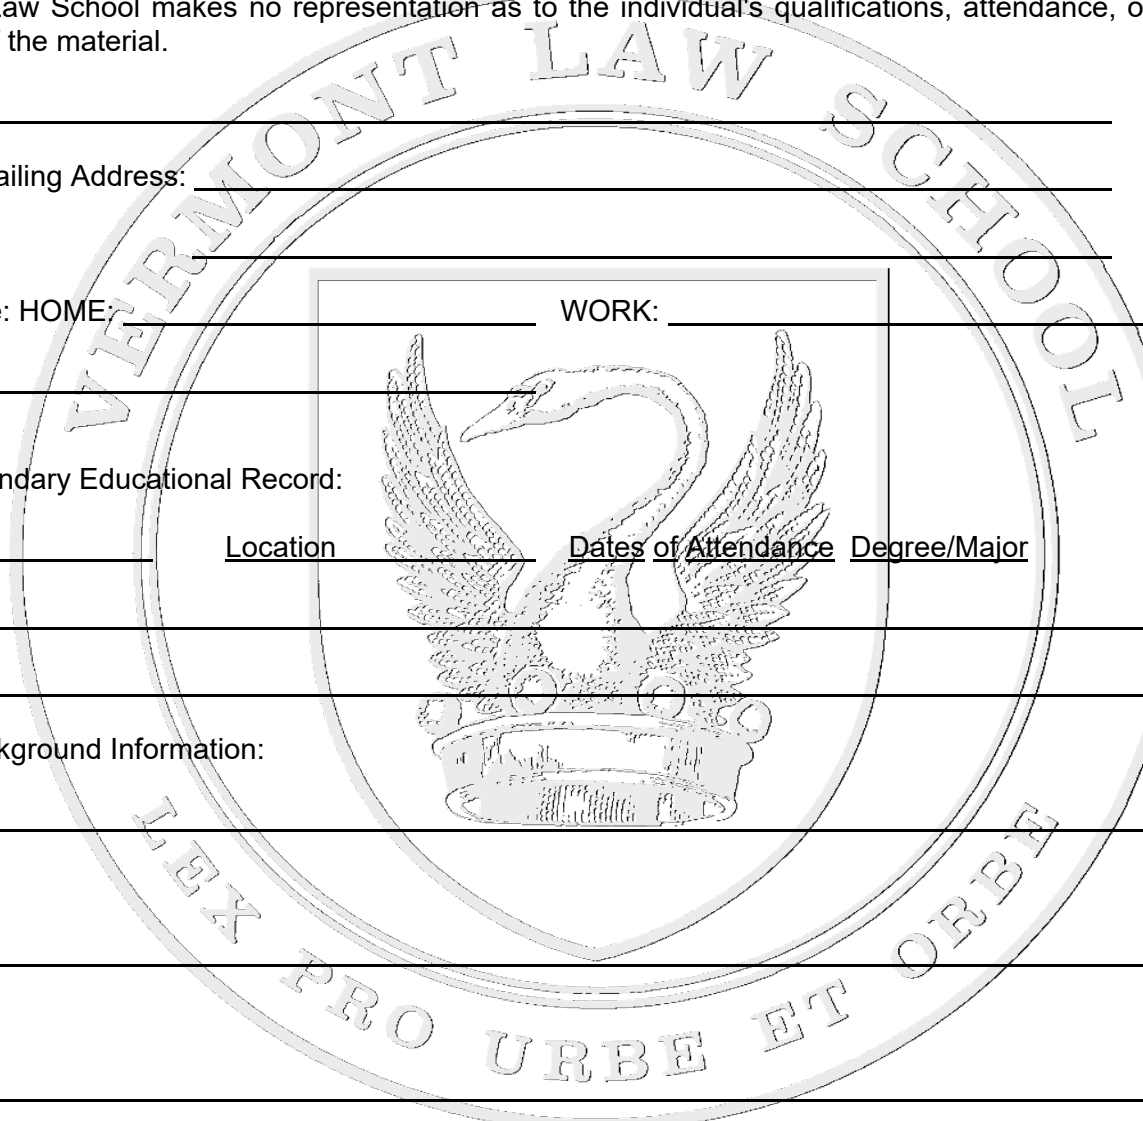 Law School makes no representation as to the individual's qualifications, attendance, o
the material.
ailing Address:
: HOME: WORK:
ndary Educational Record:
Location Dates of Attendance Degree/Major
kground Information:
VERMONT LAW SCHOOL
LEX PRO URBE ET ORBE